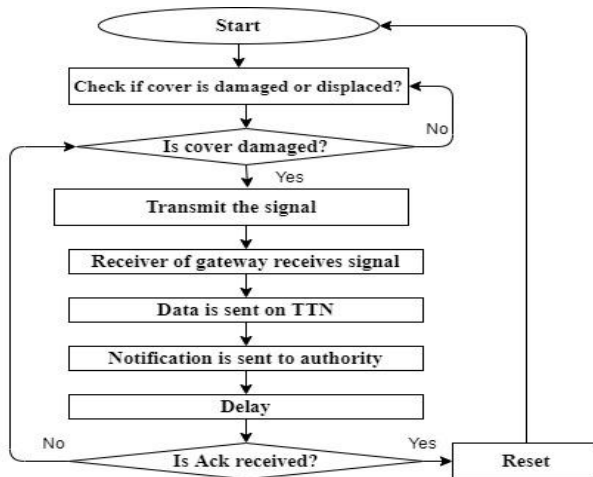 Start
Check if cover is damaged or displaced?
No
Is cover damaged?
Yes
Transmit the signal
Receiver of gateway receives signal
Data is sent on TTN
Notification is sent to authority
Delay
No
Yes
Is Ack received?
Reset